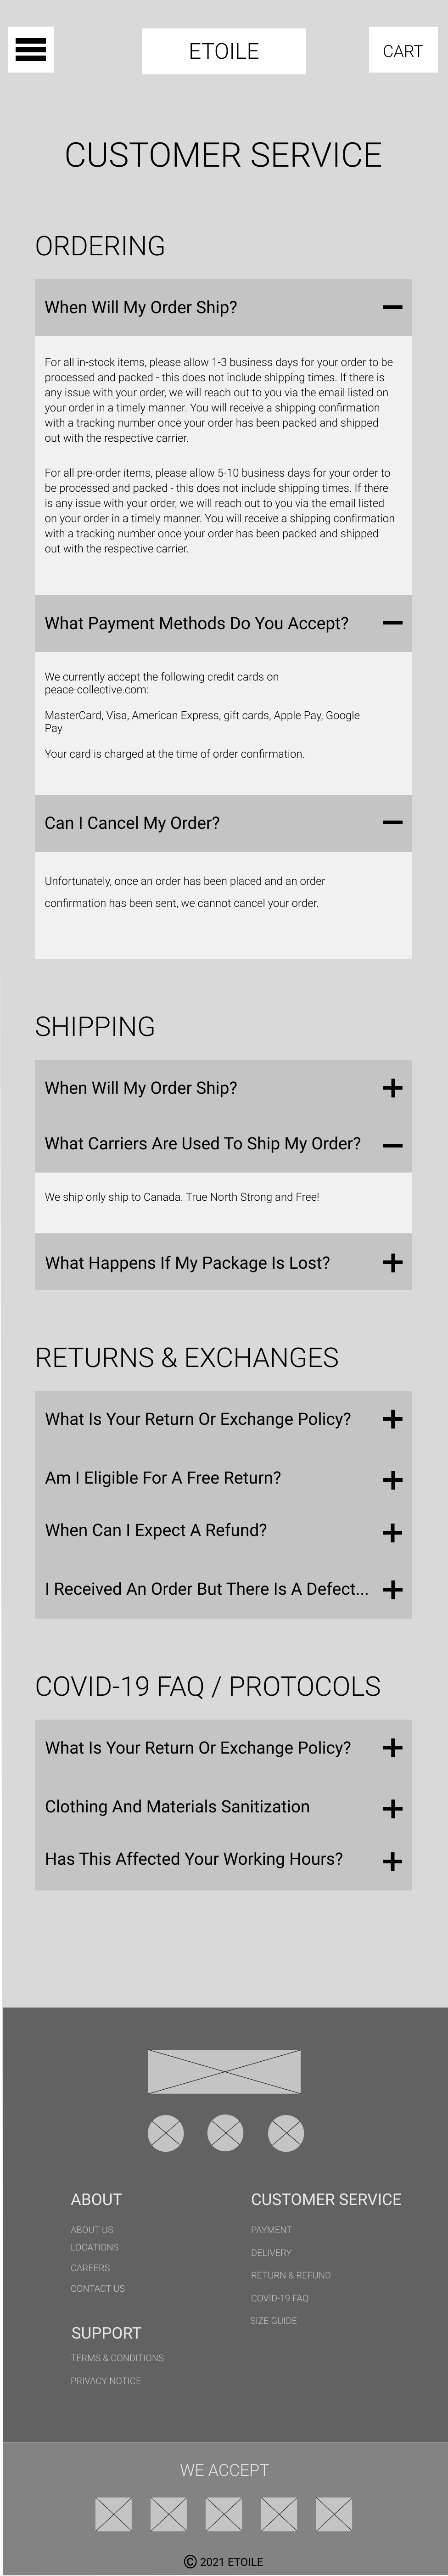 ETOILE
CART
CUSTOMER SERVICE
ORDERING
When Will My Order Ship?
For all in-stock items, please allow 1-3 business days for your order to be
processed and packed - this does not include shipping times. If there is
any issue with your order, we will reach out to you via the email listed on
your order in a timely manner. You will receive a shipping confirmation
with a tracking number once your order has been packed and shipped
out with the respective carrier.
For all pre-order items, please allow 5-10 business days for your order to
be processed and packed - this does not include shipping times. If there
is any issue with your order, we will reach out to you via the email listed
on your order in a timely manner. You will receive a shipping confirmation
with a tracking number once your order has been packed and shipped
out with the respective carrier.
What Payment Methods Do You Accept?
We currently accept the following credit cards on
peace-collective.com:
MasterCard, Visa, American Express, gift cards, Apple Pay, Google
Pay
Your card is charged at the time of order confirmation.
Can I Cancel My Order?
Unfortunately, once an order has been placed and an order
confirmation has been sent, we cannot cancel your order.
SHIPPING
When Will My Order Ship?
What Carriers Are Used To Ship My Order?
We ship only ship to Canada. True North Strong and Free!
What Happens If My Package Is Lost?
RETURNS & EXCHANGES
What Is Your Return Or Exchange Policy?
Am I Eligible For A Free Return?
When Can I Expect A Refund?
I Received An Order But There Is A Defect...
COVID-19 FAQ / PROTOCOLS
What Is Your Return Or Exchange Policy?
Clothing And Materials Sanitization
Has This Affected Your Working Hours?
ABOUT
ABOUT US
LOCATIONS
CAREERS
CONTACT US
SUPPORT
TERMS & CONDITIONS
PRIVACY NOTICE
CUSTOMER SERVICE
PAYMENT
DELIVERY
RETURN & REFUND
COVID-19 FAQ
SIZE GUIDE
WE ACCEPT
© 2021 ETOILE